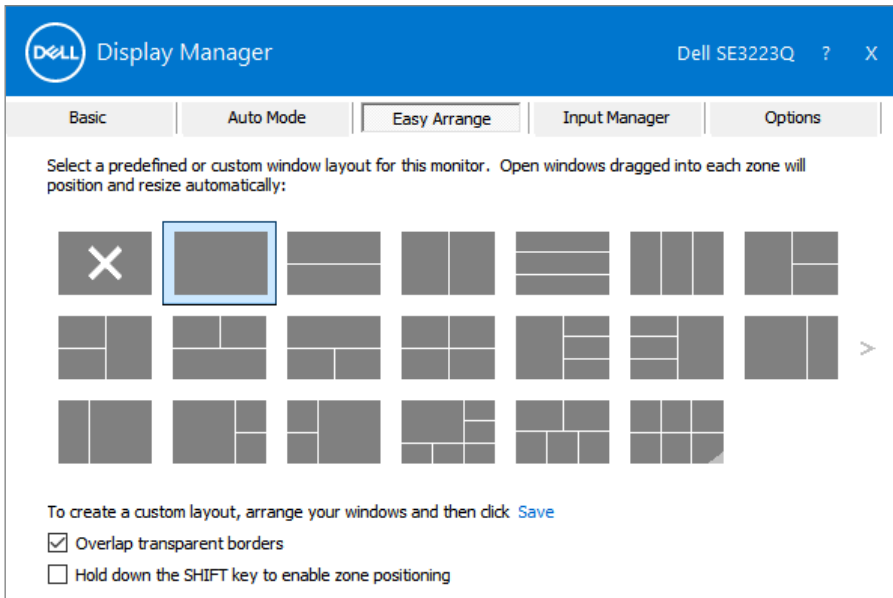 DELL Display Manager Dell SE3223Q ? X
Basic Auto Mode Easy Arrange Input Manager Options
Select a predefined or custom window layout for this monitor. Open windows dragged into each zone will
position and resize automatically:
>
To create a custom layout, arrange your windows and then click Save
Overlap transparent borders
Hold down the SHIFT key to enable zone positioning